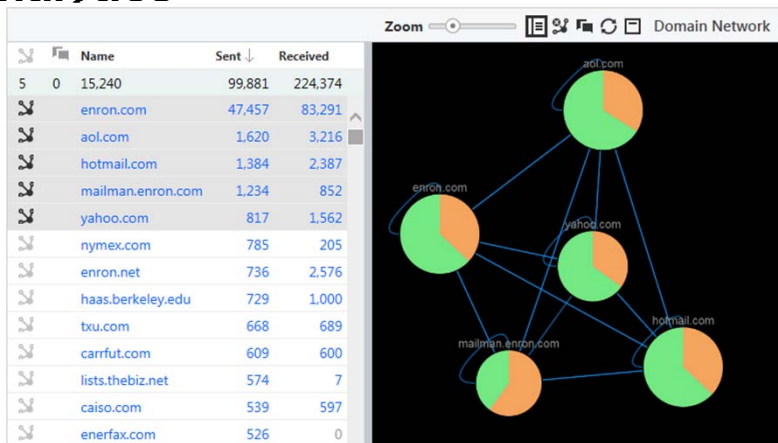 Zoom Domain Network
Name Sent ↓ Received
5 0 15,240 99,881 224,374
enron.com 47,457 83,291
aol.com 1,620 3,216
hotmail.com 1,384 2,387
mailman.enron.com 1,234 852
yahoo.com 817 1,562
nymex.com 785 205
enron.net 736 2,576
haas.berkeley.edu 729 1,000
txu.com 668 689
carrfut.com 609 600
lists.thebiz.net 574 7
caiso.com 539 597
enerfax.com 526 0
aol.com
enron.com
yahoo.com
hotmail.com
mailman.enron.com